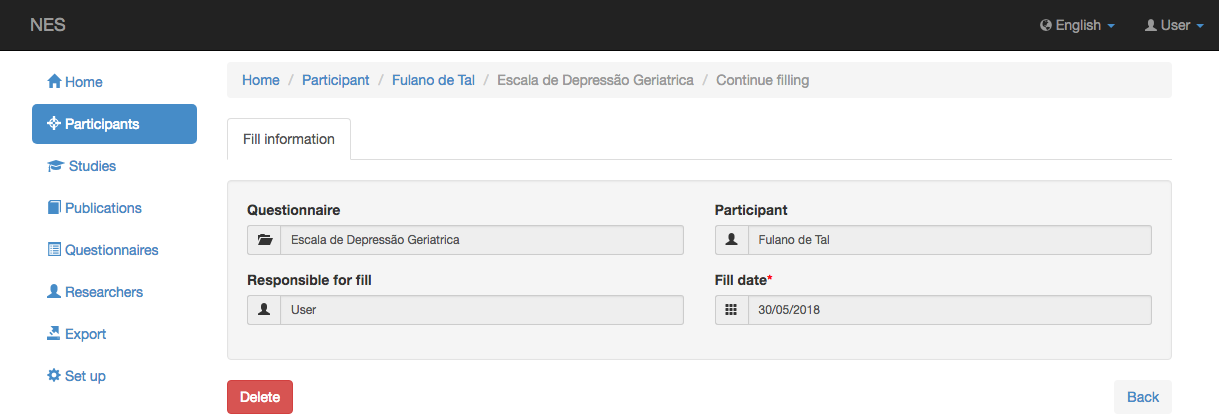 NES
English
User
Home
Participants
Studies
Publications
Questionnaires
Researchers
Export
Set up
Home / Participant / Fulano de Tal / Escala de Depressão Geriatrica / Continue filling
Fill information
Questionnaire
Escala de Depressão Geriatrica
Participant
Fulano de Tal
Responsible for fill
User
Fill date*
30/05/2018
Delete
Back